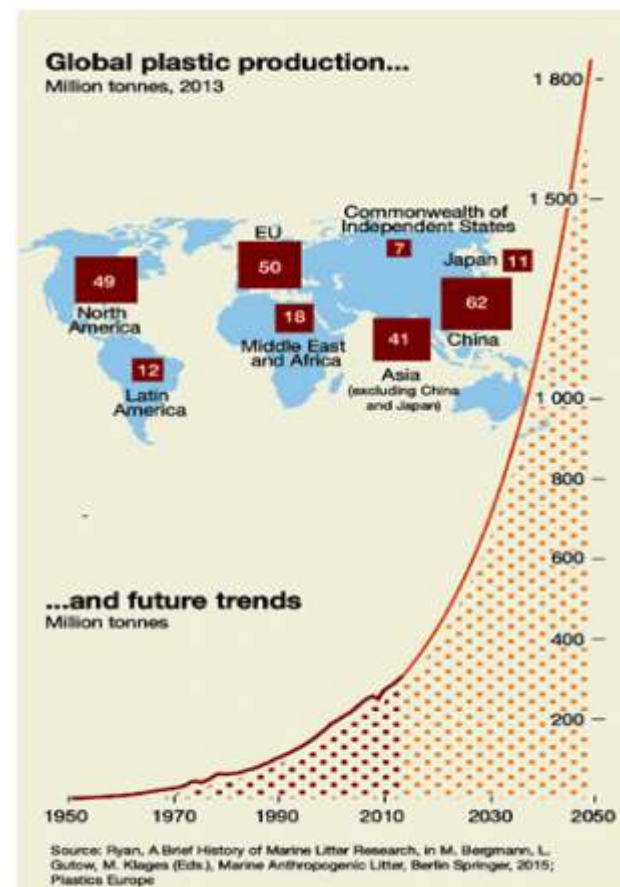 Global plastic production...
Million tonnes, 2013
1 800
1 500
Commonwealth of
Independent States
7
EU
50
Japan 11
49
North
America
18
Middle East
and Africa
62
China
41
Asia
(excluding China
and Japan)
12
Latin
America
1 000
800
600
...and future trends
Million tonnes
400
200
1950 1970 1990 2010 2030 2050
Source: Ryan, A Brief History of Marine Litter Research, in M. Bergmann, L.
Gutow, M. Klages (Eds.), Marine Anthropogenic Litter, Berlin Springer, 2015;
Plastics Europe